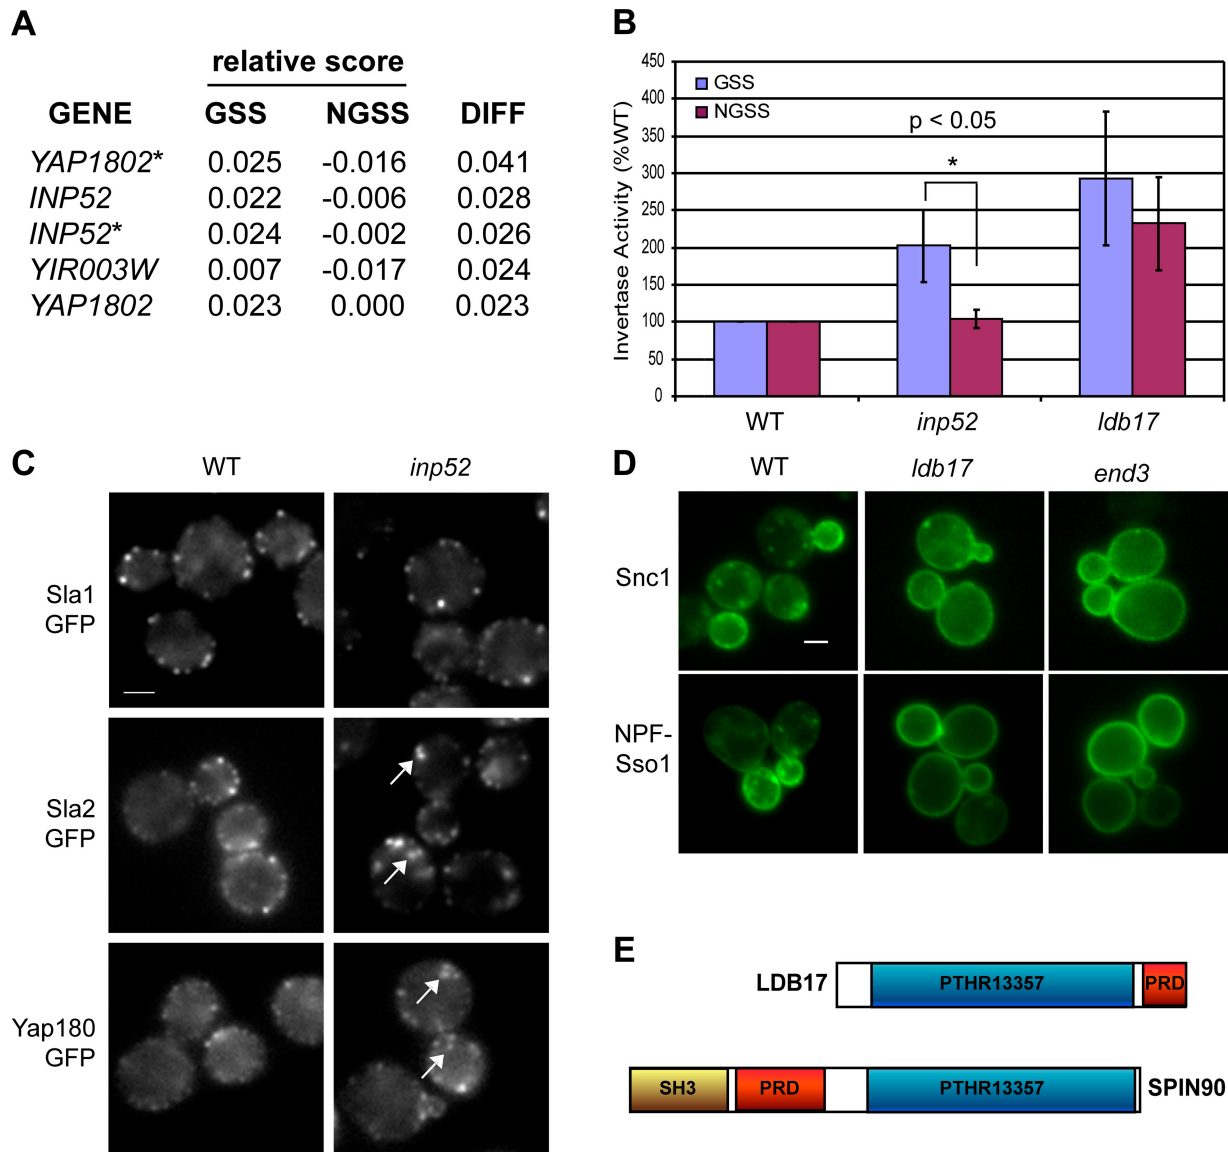 A
relative score
GENE GSS NGSS DIFF
YAP1802* 0.025 -0.016 0.041
INP52 0.022 -0.006 0.028
INP52* 0.024 -0.002 0.026
YIR003W 0.007 -0.017 0.024
YAP1802 0.023 0.000 0.023
B
Invertase Activity (%WT)
450
400
350
300
250
200
150
100
50
0
GSS
NGSS
p < 0.05
*
WT inp52 ldb17
C
WT inp52
Sla1
GFP
Sla2
GFP
Yap180
GFP
D
WT ldb17 end3
Snc1
NPF-
Sso1
E
LDB17 PTHR13357 PRD
SH3 PRD PTHR13357 SPIN90